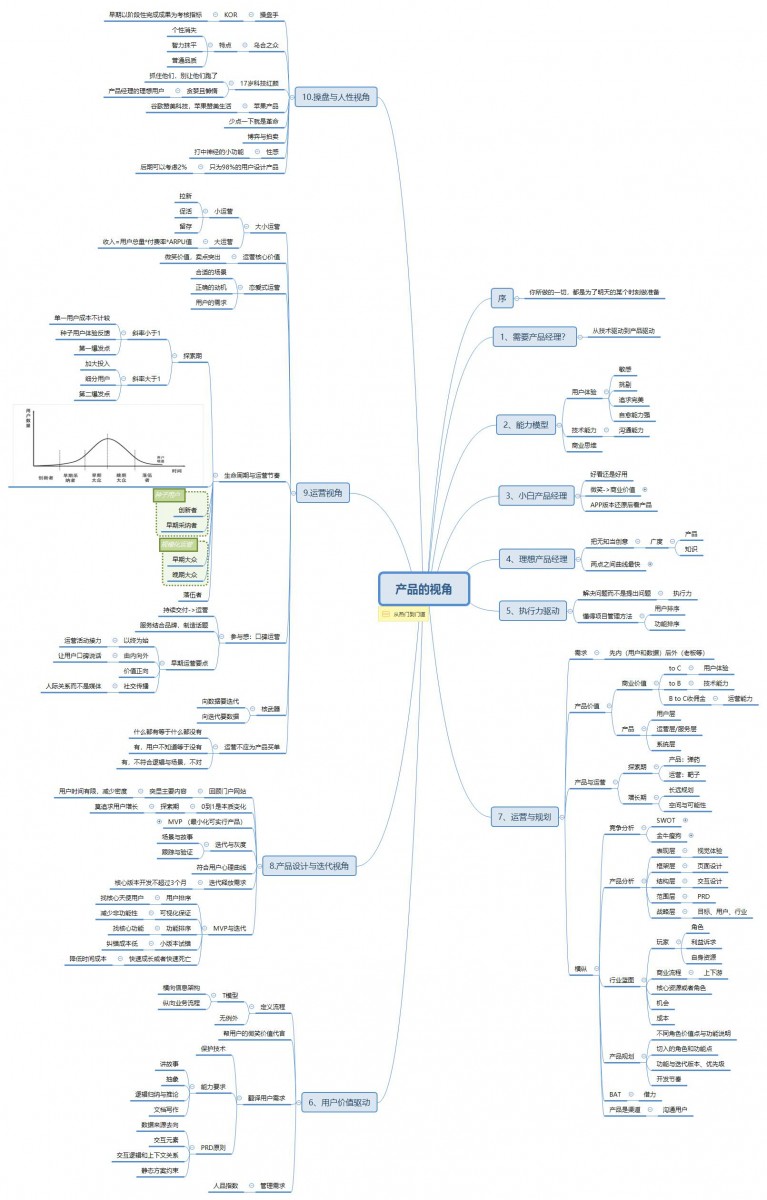 产品的视角
从热门到门道
序
你所做的一切，都是为了明天的某个时刻做准备
1、需要产品经理？
从技术驱动到产品驱动
2、能力模型
用户体验
敏感
挑剔
追求完美
自愈能力强
技术能力
沟通能力
商业思维
3、小白产品经理
好看还是好用
微笑->商业价值
APP版本还原后看产品
4、理想产品经理
把无知当创意
广度
产品
知识
两点之间曲线最快
5、执行力驱动
解决问题而不是提出问题
执行力
懂得项目管理方法
用户排序
功能排序
7、运营与规划
需求
先内（用户和数据）后外（老板等）
产品价值
商业价值
to C
用户体验
to B
技术能力
B to C收佣金
运营能力
产品
用户层
运营层/服务层
系统层
产品与运营
探索期
产品：弹药
运营：靶子
增长期
长远规划
空间与可能性
横纵
竞争分析
SWOT
金牛瘦狗
产品分析
表现层
视觉体验
框架层
页面设计
结构层
交互设计
范围层
PRD
战略层
目标、用户、行业
行业蓝图
玩家
角色
利益诉求
自身资源
商业流程
上下游
核心资源或者角色
机会
成本
产品规划
不同角色价值点与功能说明
切入的角色和功能点
功能与迭代版本、优先级
开发节奏
BAT
借力
产品是渠道
沟通用户
10.操盘与人性视角
操盘手
KOR
早期以阶段性完成成果为考核指标
乌合之众
特点
个性消失
智力抹平
普通品质
17岁科技红颜
抓住他们，别让他们跑了
贪婪且懒惰
产品经理的理想用户
苹果产品
谷歌赞美科技，苹果赞美生活
少点一下就是革命
博弈与拍卖
性感
打中神经的小功能
只为98%的用户设计产品
后期可以考虑2%
9.运营视角
大小运营
小运营
拉新
促活
留存
大运营
收入=用户总量*付费率*ARPU值
运营核心价值
微笑价值，卖点突出
恋爱式运营
合适的场景
正确的动机
用户的需求
生命周期与运营节奏
探索期
斜率小于1
单一用户成本不计较
种子用户体验反馈
第一爆发点
斜率大于1
加大投入
细分用户
第二爆发点
用户数量
时间
创新者
早期采纳者
早期大众
晚期大众
落伍者
种子用户
创新者
早期采纳者
早期大众
晚期大众
落伍者
参与感：口碑运营
持续交付->运营
服务结合品牌，制造话题
早期运营要点
以终为始
运营活动接力
由内向外
让用户口碑说话
价值正向
社交传播
人际关系而不是媒体
核武器
向数据要迭代
向迭代要数据
运营不应为产品买单
什么都有等于什么都没有
有，用户不知道等于没有
有，不符合逻辑与场景，不对
8.产品设计与迭代视角
回顾门户网站
突显主要内容
用户时间有限，减少密度
0到1是本质变化
探索期
莫追求用户增长
MVP （最小化可实行产品）
迭代与灰度
场景与故事
跟踪与验证
符合用户心理曲线
迭代释放需求
核心版本开发不超过3个月
MVP与迭代
用户排序
找核心天使用户
可视化保证
减少非功能性
功能排序
找核心功能
小版本试错
纠错成本低
快速成长或者快速死亡
降低时间成本
6、用户价值驱动
定义流程
T模型
横向信息架构
纵向业务流程
无例外
帮用户的微笑价值代言
翻译用户需求
保护技术
能力要求
讲故事
抽象
逻辑归纳与推论
文档写作
PRD原则
数据来源去向
交互元素
交互逻辑和上下文关系
静态方案约束
管理需求
人品指数